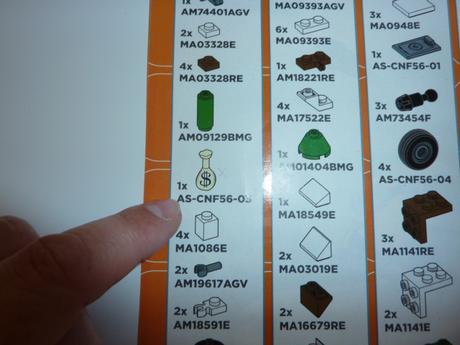 1x
AM74401AGV
2x
MA03328E
4x
MA03328RE
1x
AM09129BMG
$
1x
AS-CNF56-03
4x
MA1086E
2x
AM19617AGV
2x
AM18591E
MA09393AGV
6x
MA09393E
1x
AM18221RE
4x
MA17522E
1x
AM01404BMG
1x
MA18549E
2x
MA03019E
2x
MA16679RE
3x
MA0948E
1x
AS-CNF56-01
3x
AM73454F
4x
AS-CNF56-04
3x
MA1141RE
2x
MA1141E